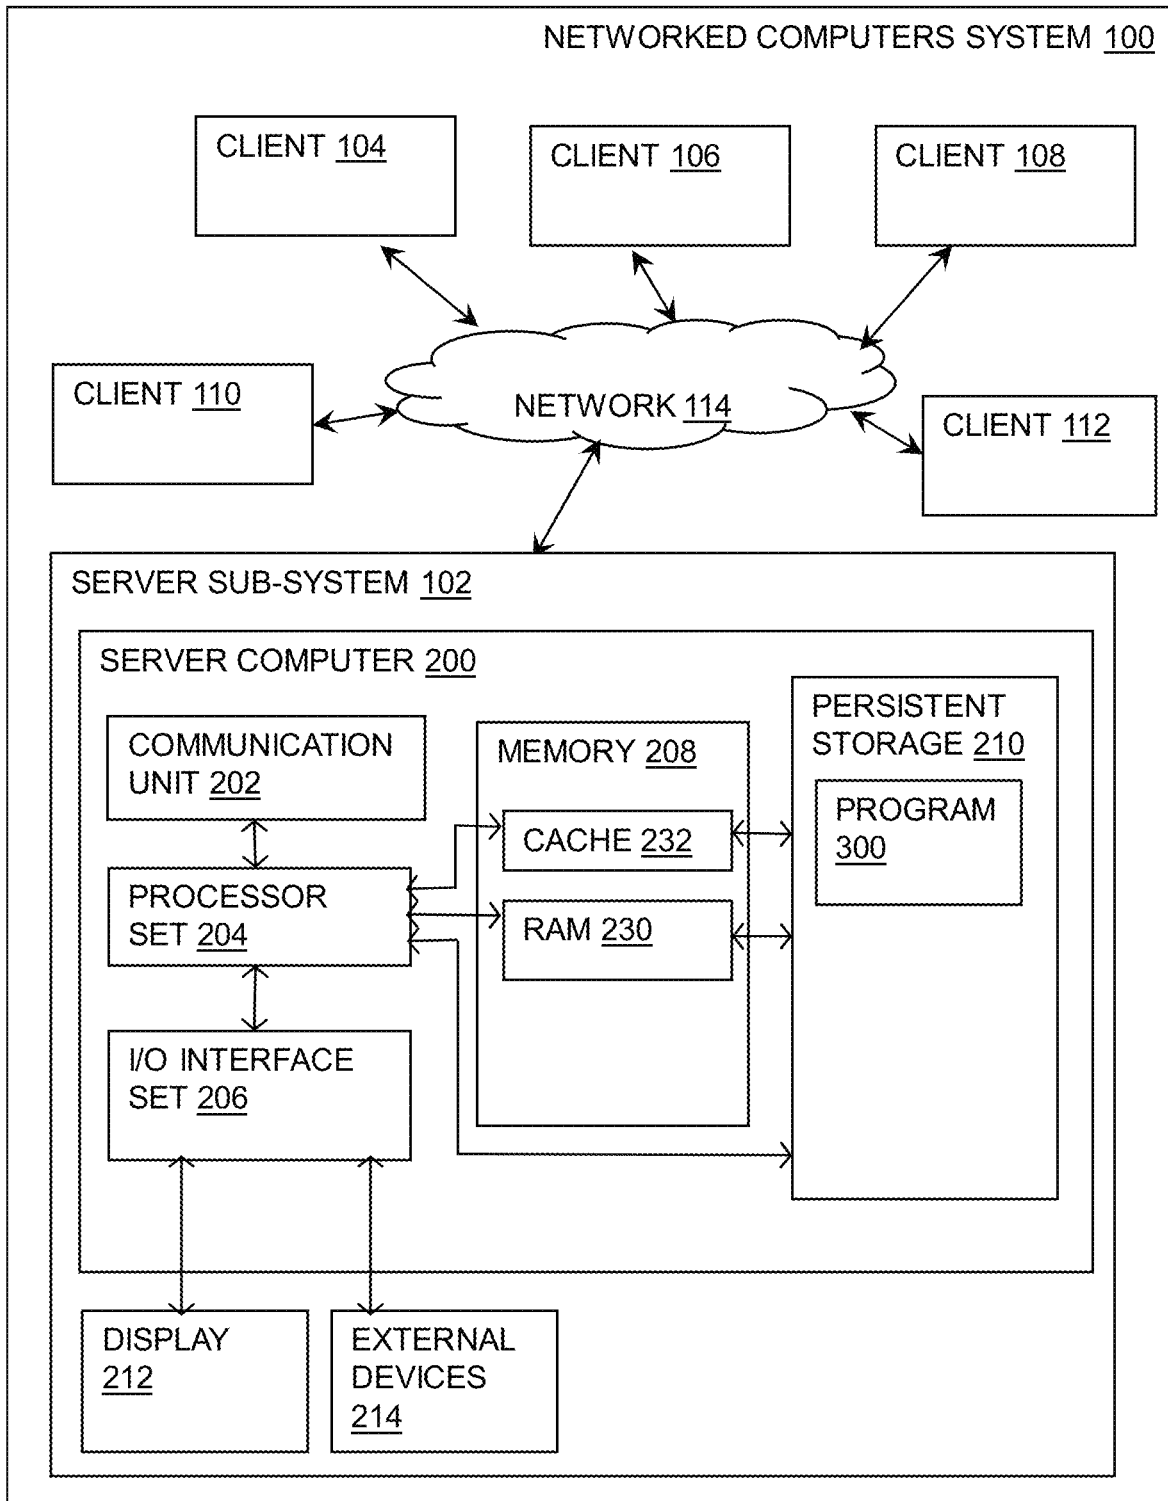 NETWORKED COMPUTERS SYSTEM 100
CLIENT 104
CLIENT 106
CLIENT 108
CLIENT 110
NETWORK 114
CLIENT 112
SERVER SUB-SYSTEM 102
SERVER COMPUTER 200
COMMUNICATION
UNIT 202
PROCESSOR
SET 204
I/O INTERFACE
SET 206
MEMORY 208
CACHE 232
RAM 230
PERSISTENT
STORAGE 210
PROGRAM
300
DISPLAY
212
EXTERNAL
DEVICES
214